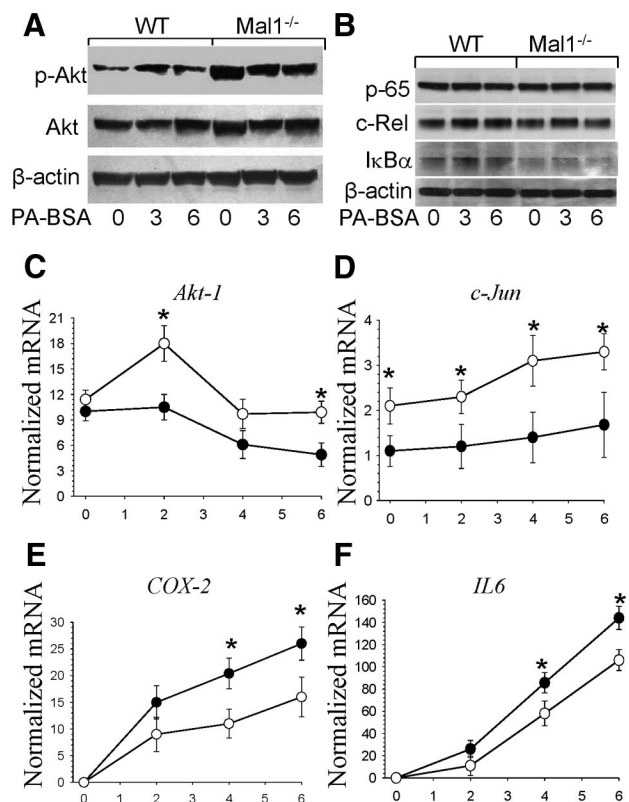 A
WT Mal1-/-
p-Akt
Akt
β-actin
PA-BSA 0 3 6 0 3 6
B
WT Mal1-/-
p-65
c-Rel
IκBα
β-actin
PA-BSA 0 3 6 0 3 6
C
Akt-1
Normalized mRNA
21
18
15
12
9
6
3
0
0 1 2 3 4 5 6
*
*
D
c-Jun
Normalized mRNA
4
3
2
1
0
0 1 2 3 4 5 6
*
*
*
*
E
COX-2
Normalized mRNA
30
25
20
15
10
5
0
0 1 2 3 4 5 6
*
*
F
IL6
Normalized mRNA
160
140
120
100
80
60
40
20
0
0 1 2 3 4 5 6
*
*